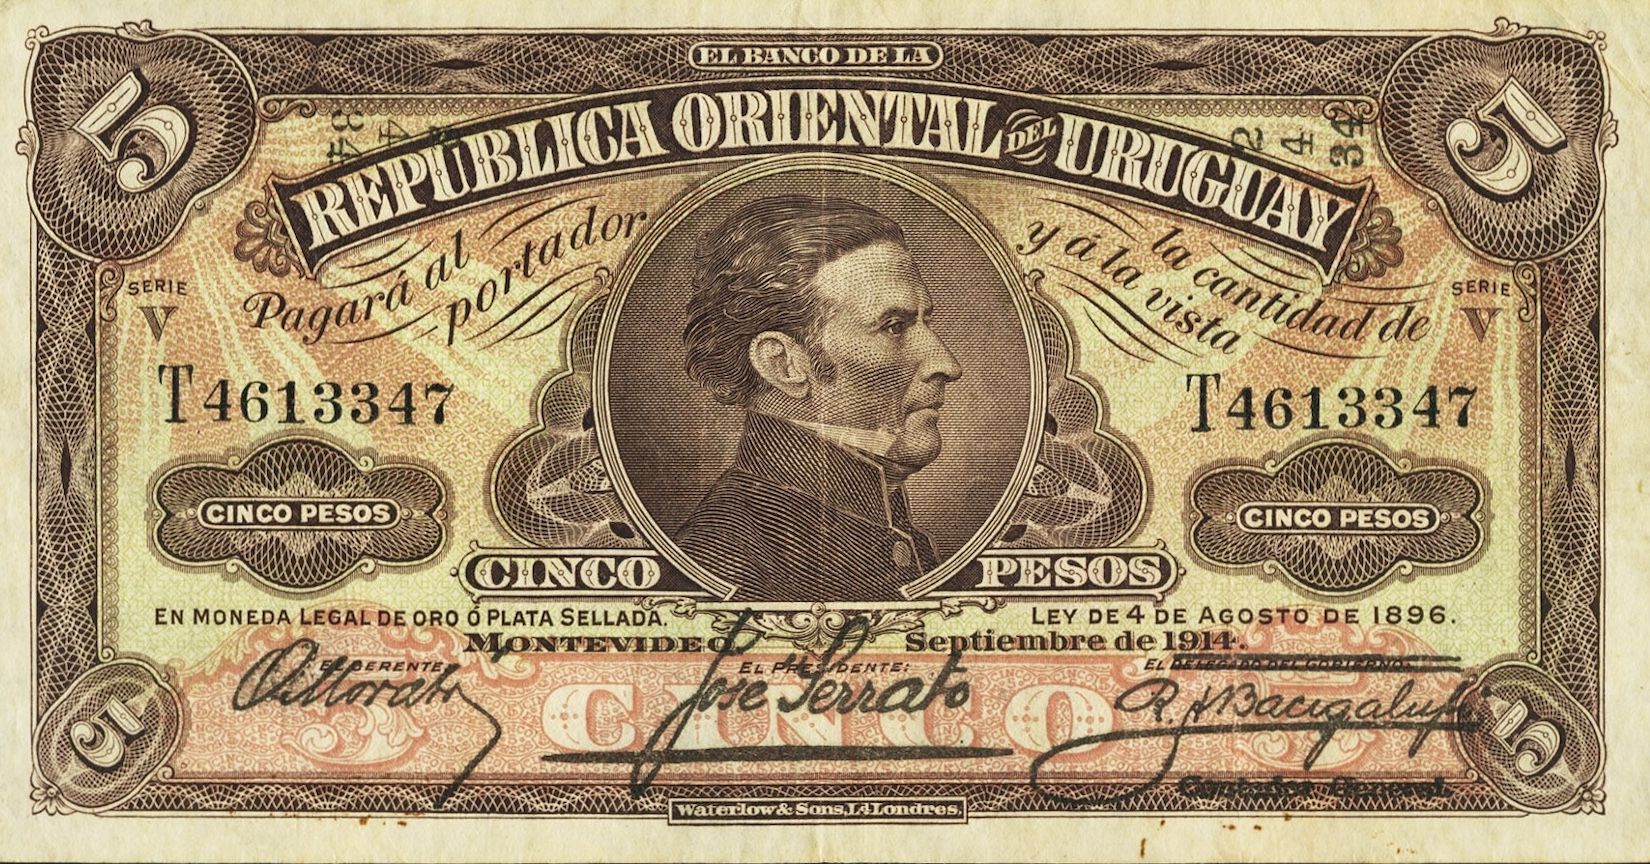 EL BANCO DE LA
5 5
REPUBLICA ORIENTAL DEL URUGUAY
Pagará al portador y á la vista la cantidad de
SERIE V SERIE V
T4613347 T4613347
CINCO PESOS CINCO PESOS
CINCO PESOS
EN MONEDA LEGAL DE ORO Ó PLATA SELLADA. LEY DE 4 DE AGOSTO DE 1896.
MONTEVIDEO, Septiembre de 1914.
EL GERENTE EL PRESIDENTE: EL DELEGADO DEL GOBIERNO
José Serrato
5 CINCO 5
Contador General.
Waterlow & Sons, Ld Londres.